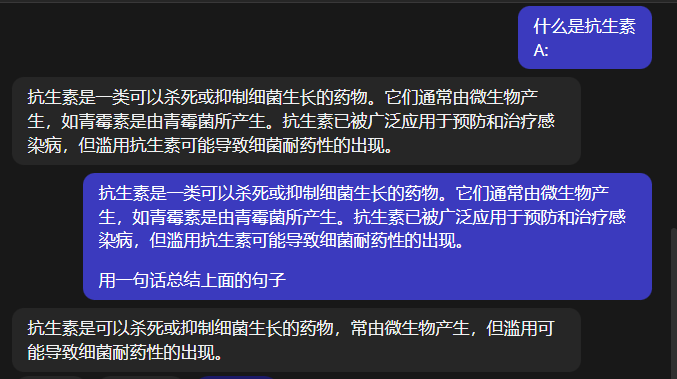 什么是抗生素
A:
抗生素是一类可以杀死或抑制细菌生长的药物。它们通常由微生物产
生，如青霉素是由青霉菌所产生。抗生素已被广泛应用于预防和治疗感
染病，但滥用抗生素可能导致细菌耐药性的出现。
抗生素是一类可以杀死或抑制细菌生长的药物。它们通常由微生物产
生，如青霉素是由青霉菌所产生。抗生素已被广泛应用于预防和治疗感
染病，但滥用抗生素可能导致细菌耐药性的出现。
用一句话总结上面的句子
抗生素是可以杀死或抑制细菌生长的药物，常由微生物产生，但滥用可
能导致细菌耐药性的出现。